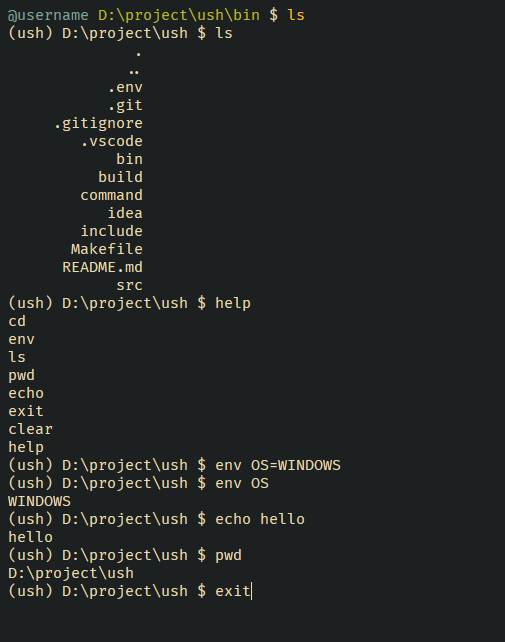 @username D:\project\ush\bin $ ls
(ush) D:\project\ush $ ls
.
..
.env
.git
.gitignore
.vscode
bin
build
command
idea
include
Makefile
README.md
src
(ush) D:\project\ush $ help
cd
env
ls
pwd
echo
exit
clear
help
(ush) D:\project\ush $ env OS=WINDOWS
(ush) D:\project\ush $ env OS
WINDOWS
(ush) D:\project\ush $ echo hello
hello
(ush) D:\project\ush $ pwd
D:\project\ush
(ush) D:\project\ush $ exit